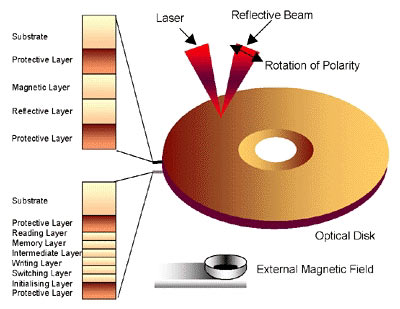 Laser
Reflective Beam
Rotation of Polarity
Substrate
Protective Layer
Magnetic Layer
Reflective Layer
Protective Layer
Substrate
Protective Layer
Reading Layer
Memory Layer
Intermediate Layer
Writing Layer
Switching Layer
Initialising Layer
Protective Layer
Optical Disk
External Magnetic Field